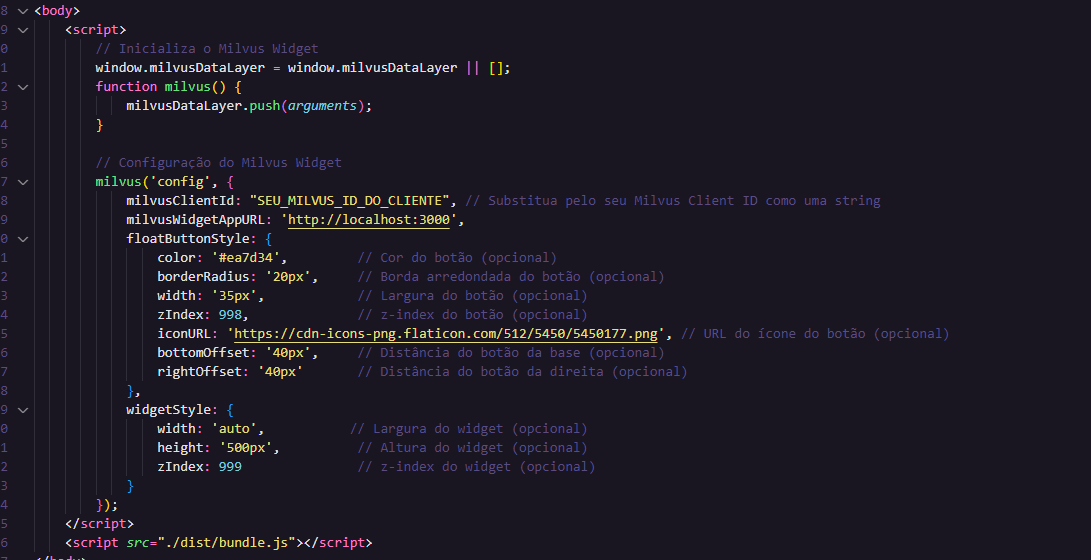 8 <body>
9 <script>
0 // Inicializa o Milvus Widget
1 window.milvusDataLayer = window.milvusDataLayer || [];
2 function milvus() {
3 milvusDataLayer.push(arguments);
4 }
5
6 // Configuração do Milvus Widget
7 milvus('config', {
8 milvusClientId: "SEU_MILVUS_ID_DO_CLIENTE", // Substitua pelo seu Milvus Client ID como uma string
9 milvusWidgetAppURL: 'http://localhost:3000',
0 floatButtonStyle: {
1 color: '#ea7d34', // Cor do botão (opcional)
2 borderRadius: '20px', // Borda arredondada do botão (opcional)
3 width: '35px', // Largura do botão (opcional)
4 zIndex: 998, // z-index do botão (opcional)
5 iconURL: 'https://cdn-icons-png.flaticon.com/512/5450/5450177.png', // URL do ícone do botão (opcional)
6 bottomOffset: '40px', // Distância do botão da base (opcional)
7 rightOffset: '40px' // Distância do botão da direita (opcional)
8 },
9 widgetStyle: {
0 width: 'auto', // Largura do widget (opcional)
1 height: '500px', // Altura do widget (opcional)
2 zIndex: 999 // z-index do widget (opcional)
3 }
4 });
5 </script>
6 <script src="./dist/bundle.js"></script>
7 </body>